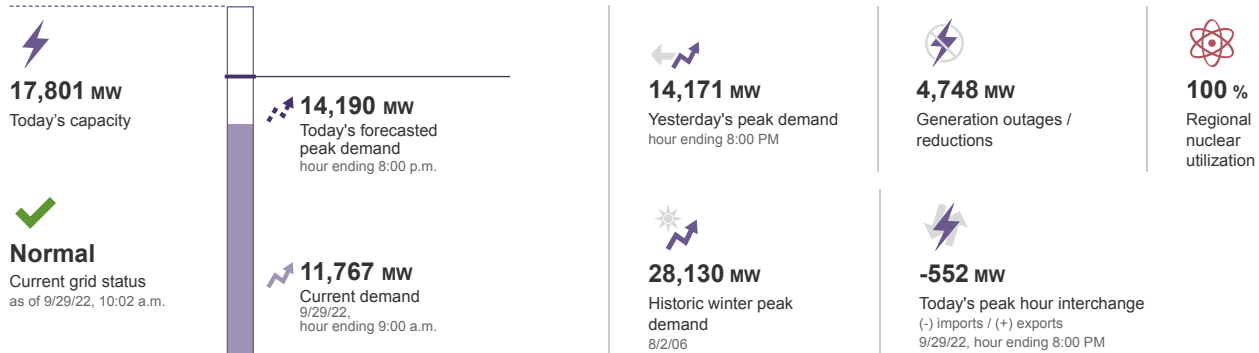 17,801 MW
Today's capacity
14,190 MW
Today's forecasted
peak demand
hour ending 8:00 p.m.
Normal
Current grid status
as of 9/29/22, 10:02 a.m.
11,767 MW
Current demand
9/29/22,
hour ending 9:00 a.m.
14,171 MW
Yesterday's peak demand
hour ending 8:00 PM
4,748 MW
Generation outages /
reductions
100 %
Regional
nuclear
utilization
28,130 MW
Historic winter peak
demand
8/2/06
-552 MW
Today's peak hour interchange
(-) imports / (+) exports
9/29/22, hour ending 8:00 PM